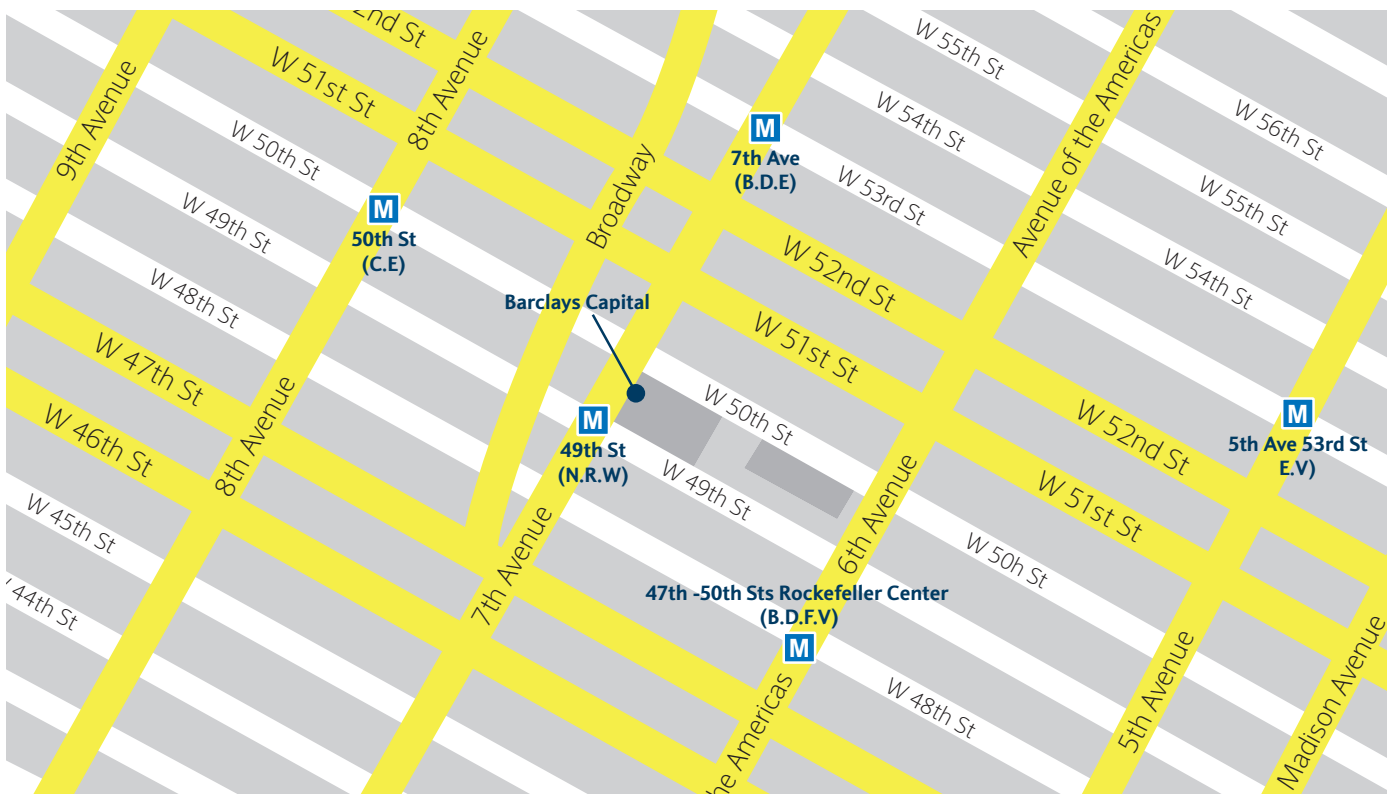 2nd St
W 51st St
8th Avenue
W 55th St
Avenue of the Americas
9th Avenue
W 50th St
M
7th Ave
(B.D.E)
W 54th St
W 56th St
Broadway
W 53rd St
W 55th St
W 49th St
M
50th St
(C.E)
W 48th St
W 52nd St
W 54th St
Barclays Capital
W 51st St
W 47th St
W 46th St
8th Avenue
M
49th St
(N.R.W)
W 50th St
W 52nd St
M
5th Ave 53rd St
E.V)
W 49th St
W 51st St
W 45th St
7th Avenue
6th Avenue
W 50h St
W 44th St
47th -50th Sts Rockefeller Center
(B.D.F.V)
M
W 48th St
he Americas
5th Avenue
Madison Avenue